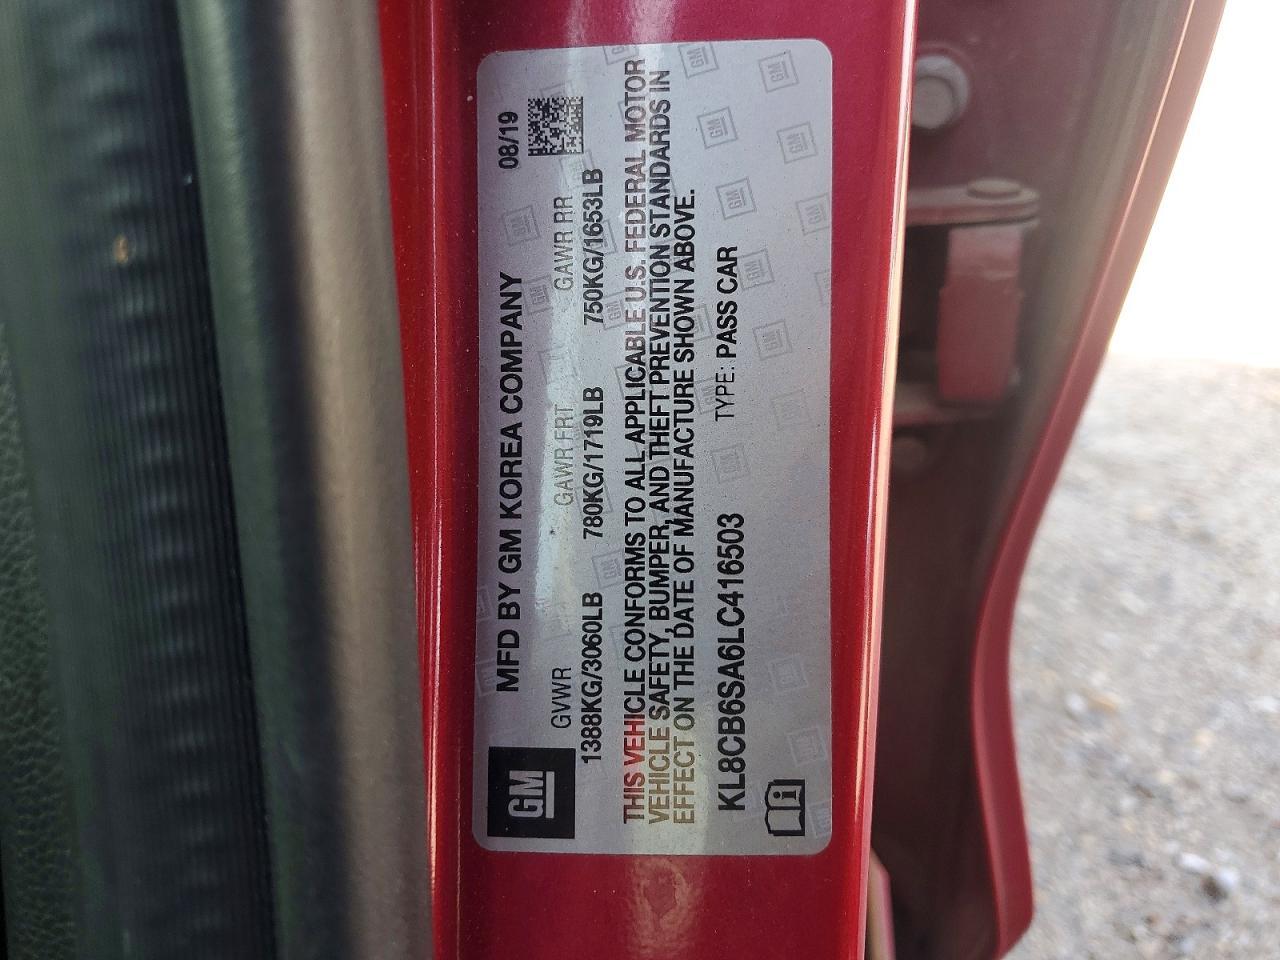 MFD BY GM KOREA COMPANY 08/19
GVWR GAWR FRT GAWR RR
1388KG/3060LB 780KG/1719LB 750KG/1653LB
THIS VEHICLE CONFORMS TO ALL APPLICABLE U.S. FEDERAL MOTOR
VEHICLE SAFETY, BUMPER, AND THEFT PREVENTION STANDARDS IN
EFFECT ON THE DATE OF MANUFACTURE SHOWN ABOVE.
KL8CB6SA6LC416503 TYPE: PASS CAR
GM